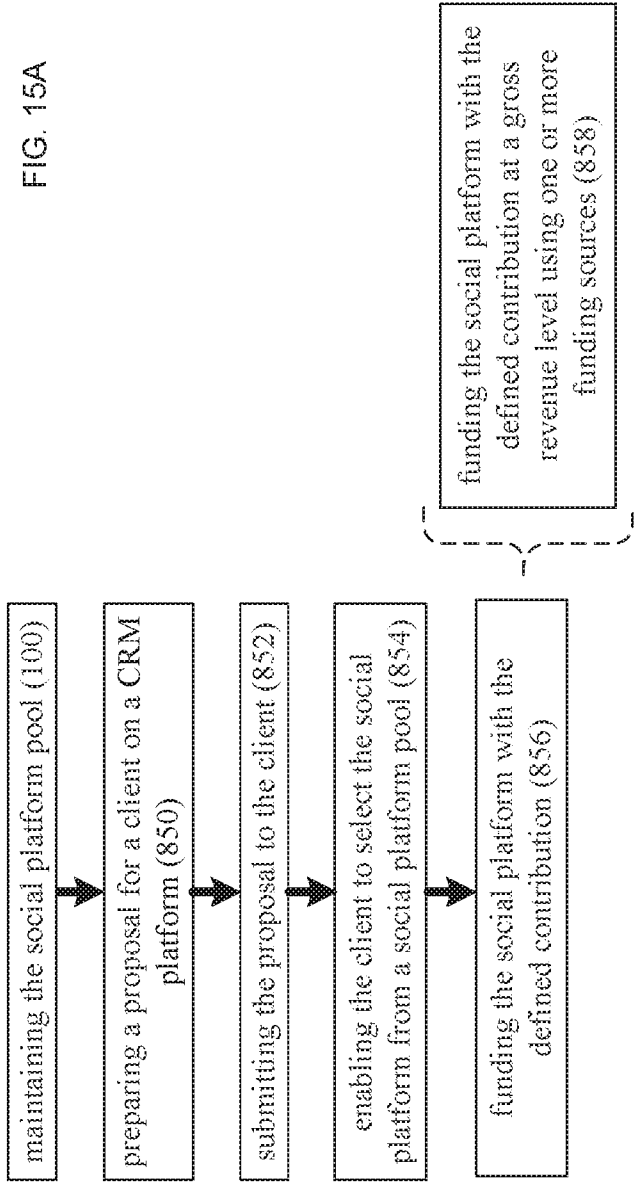 FIG. 15A
maintaining the social platform pool (100)
preparing a proposal for a client on a CRM
platform (850)
submitting the proposal to the client (852)
enabling the client to select the social
platform from a social platform pool (854)
funding the social platform with the
defined contribution (856)
funding the social platform with the
defined contribution at a gross
revenue level using one or more
funding sources (858)